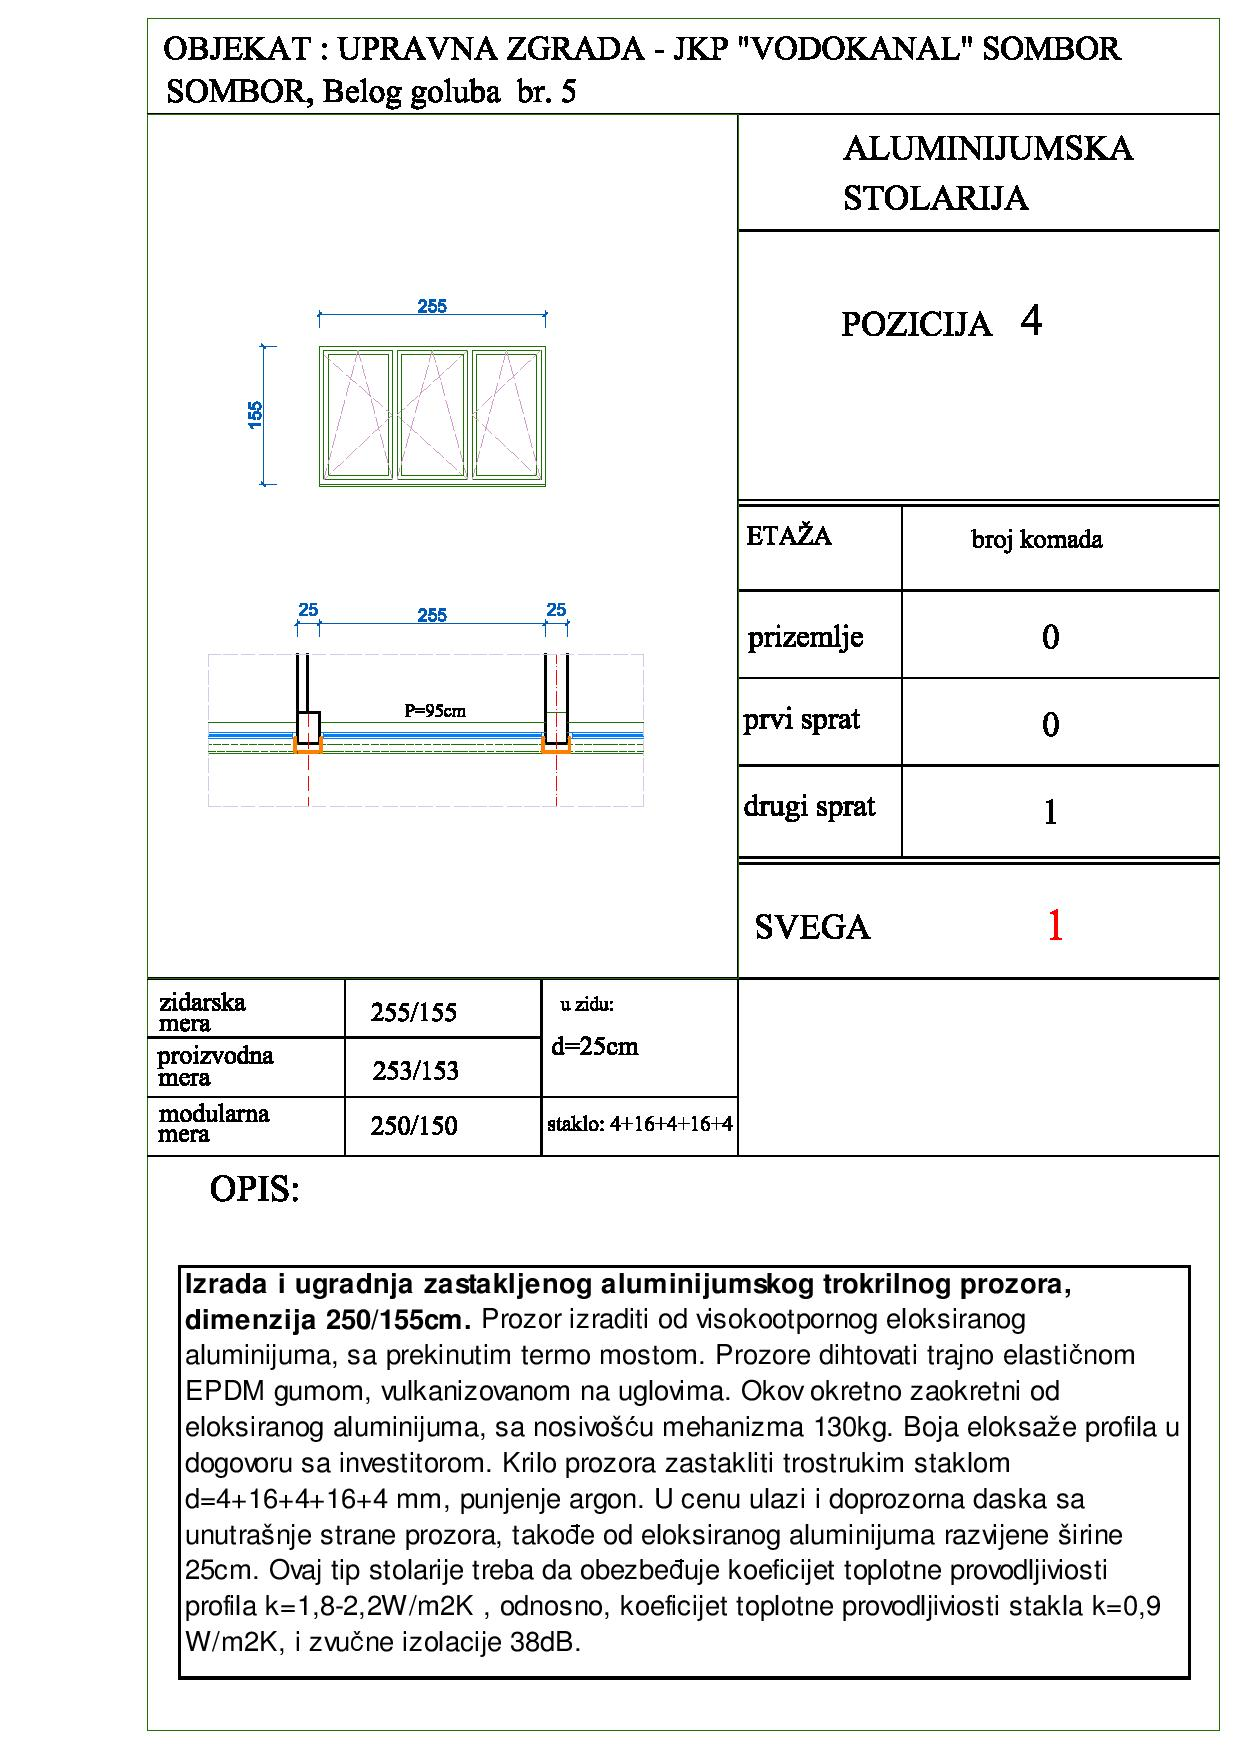 OBJEKAT : UPRAVNA ZGRADA - JKP "VODOKANAL" SOMBOR
SOMBOR, Belog goluba br. 5
ALUMINIJUMSKA
STOLARIJA
POZICIJA 4
255
155
25
255
25
P=95cm
ETAŽA broj komada
prizemlje 0
prvi sprat 0
drugi sprat 1
SVEGA 1
zidarska
mera
255/155
u zidu:
d=25cm
proizvodna
mera
253/153
modularna
mera
250/150
staklo: 4+16+4+16+4
OPIS:
Izrada i ugradnja zastakljenog aluminijumskog trokrilnog prozora,
dimenzija 250/155cm. Prozor izraditi od visokootpornog eloksiranog
aluminijuma, sa prekinutim termo mostom. Prozore dihtovati trajno elastičnom
EPDM gumom, vulkanizovanom na uglovima. Okov okretno zaokretni od
eloksiranog aluminijuma, sa nosivošću mehanizma 130kg. Boja eloksaže profila u
dogovoru sa investitorom. Krilo prozora zastakliti trostrukim staklom
d=4+16+4+16+4 mm, punjenje argon. U cenu ulazi i doprozorna daska sa
unutrašnje strane prozora, takođe od eloksiranog aluminijuma razvijene širine
25cm. Ovaj tip stolarije treba da obezbeđuje koeficijet toplotne provodljiviosti
profila k=1,8-2,2W/m2K , odnosno, koeficijet toplotne provodljiviosti stakla k=0,9
W/m2K, i zvučne izolacije 38dB.